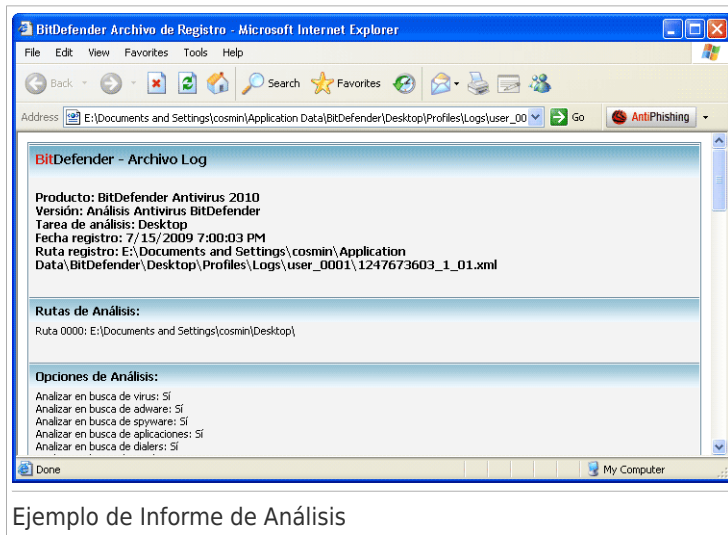 BitDefender Archivo de Registro - Microsoft Internet Explorer
File Edit View Favorites Tools Help
Back Search Favorites
Address E:\Documents and Settings\cosmin\Application Data\BitDefender\Desktop\Profiles\Logs\user_00 Go AntiPhishing
BitDefender - Archivo Log
Producto: BitDefender Antivirus 2010
Versión: Análisis Antivirus BitDefender
Tarea de análisis: Desktop
Fecha registro: 7/15/2009 7:00:03 PM
Ruta registro: E:\Documents and Settings\cosmin\Application
Data\BitDefender\Desktop\Profiles\Logs\user_0001\1247673603_1_01.xml
Rutas de Análisis:
Ruta 0000: E:\Documents and Settings\cosmin\Desktop\
Opciones de Análisis:
Analizar en busca de virus: Sí
Analizar en busca de adware: Sí
Analizar en busca de spyware: Sí
Analizar en busca de aplicaciones: Sí
Analizar en busca de dialers: Sí
Done My Computer
Ejemplo de Informe de Análisis